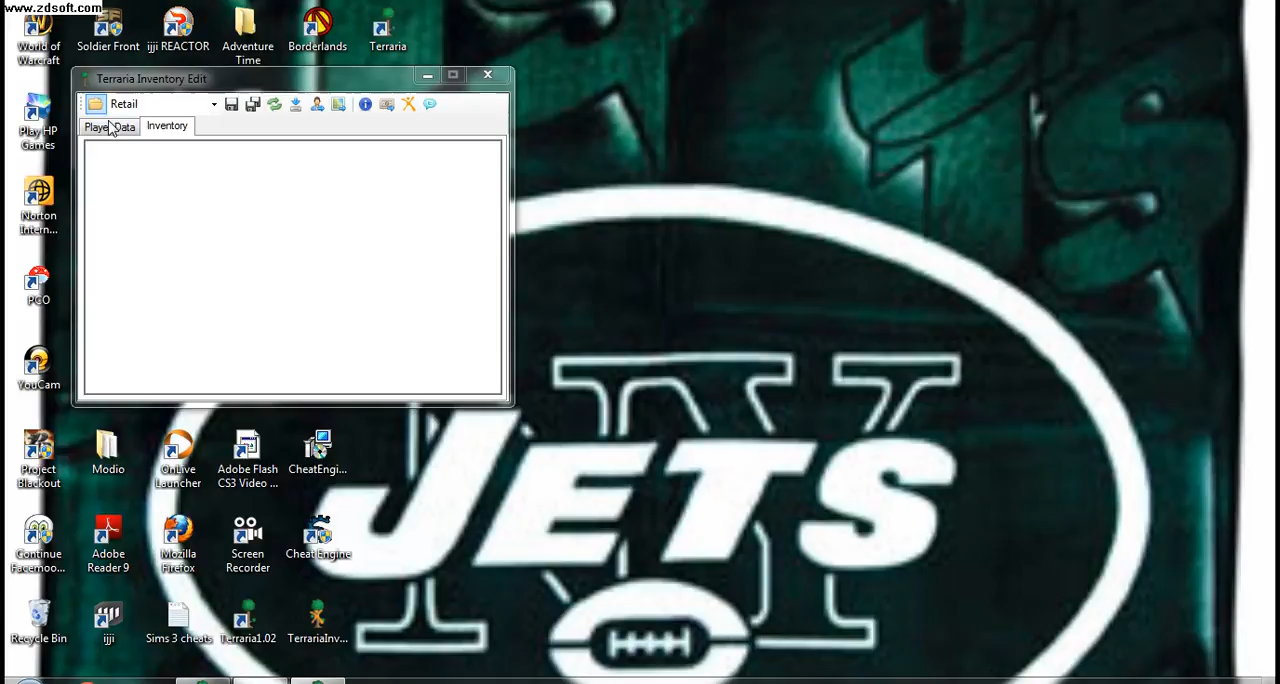 www.zdsoft.com
World of
Warcraft
Soldier Front
ijji REACTOR
Adventure
Time
Borderlands
Terraria
Terraria Inventory Edit
Retail
Player Data
Inventory
Play HP
Games
Norton
Intern...
PCO
YouCam
Project
Blackout
Modio
OnLive
Launcher
Adobe Flash
CS3 Video ...
CheatEngi...
Continue
Facemoo...
Adobe
Reader 9
Mozilla
Firefox
Screen
Recorder
Cheat Engine
Recycle Bin
ijji
Sims 3 cheats
Terraria1.02
TerrariaInv...
NY
JETS